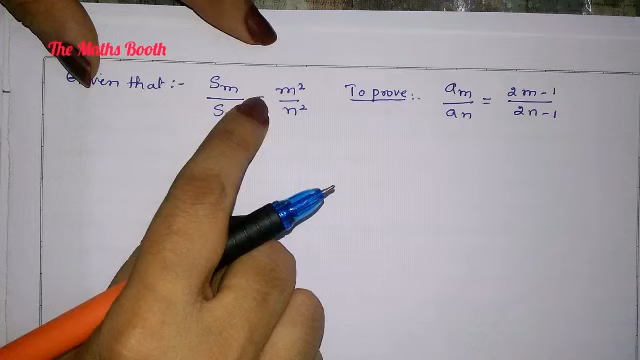 The Maths Booth
Given that :- Sm/S = m²/n² To prove :- am/an = 2m-1/2n-1